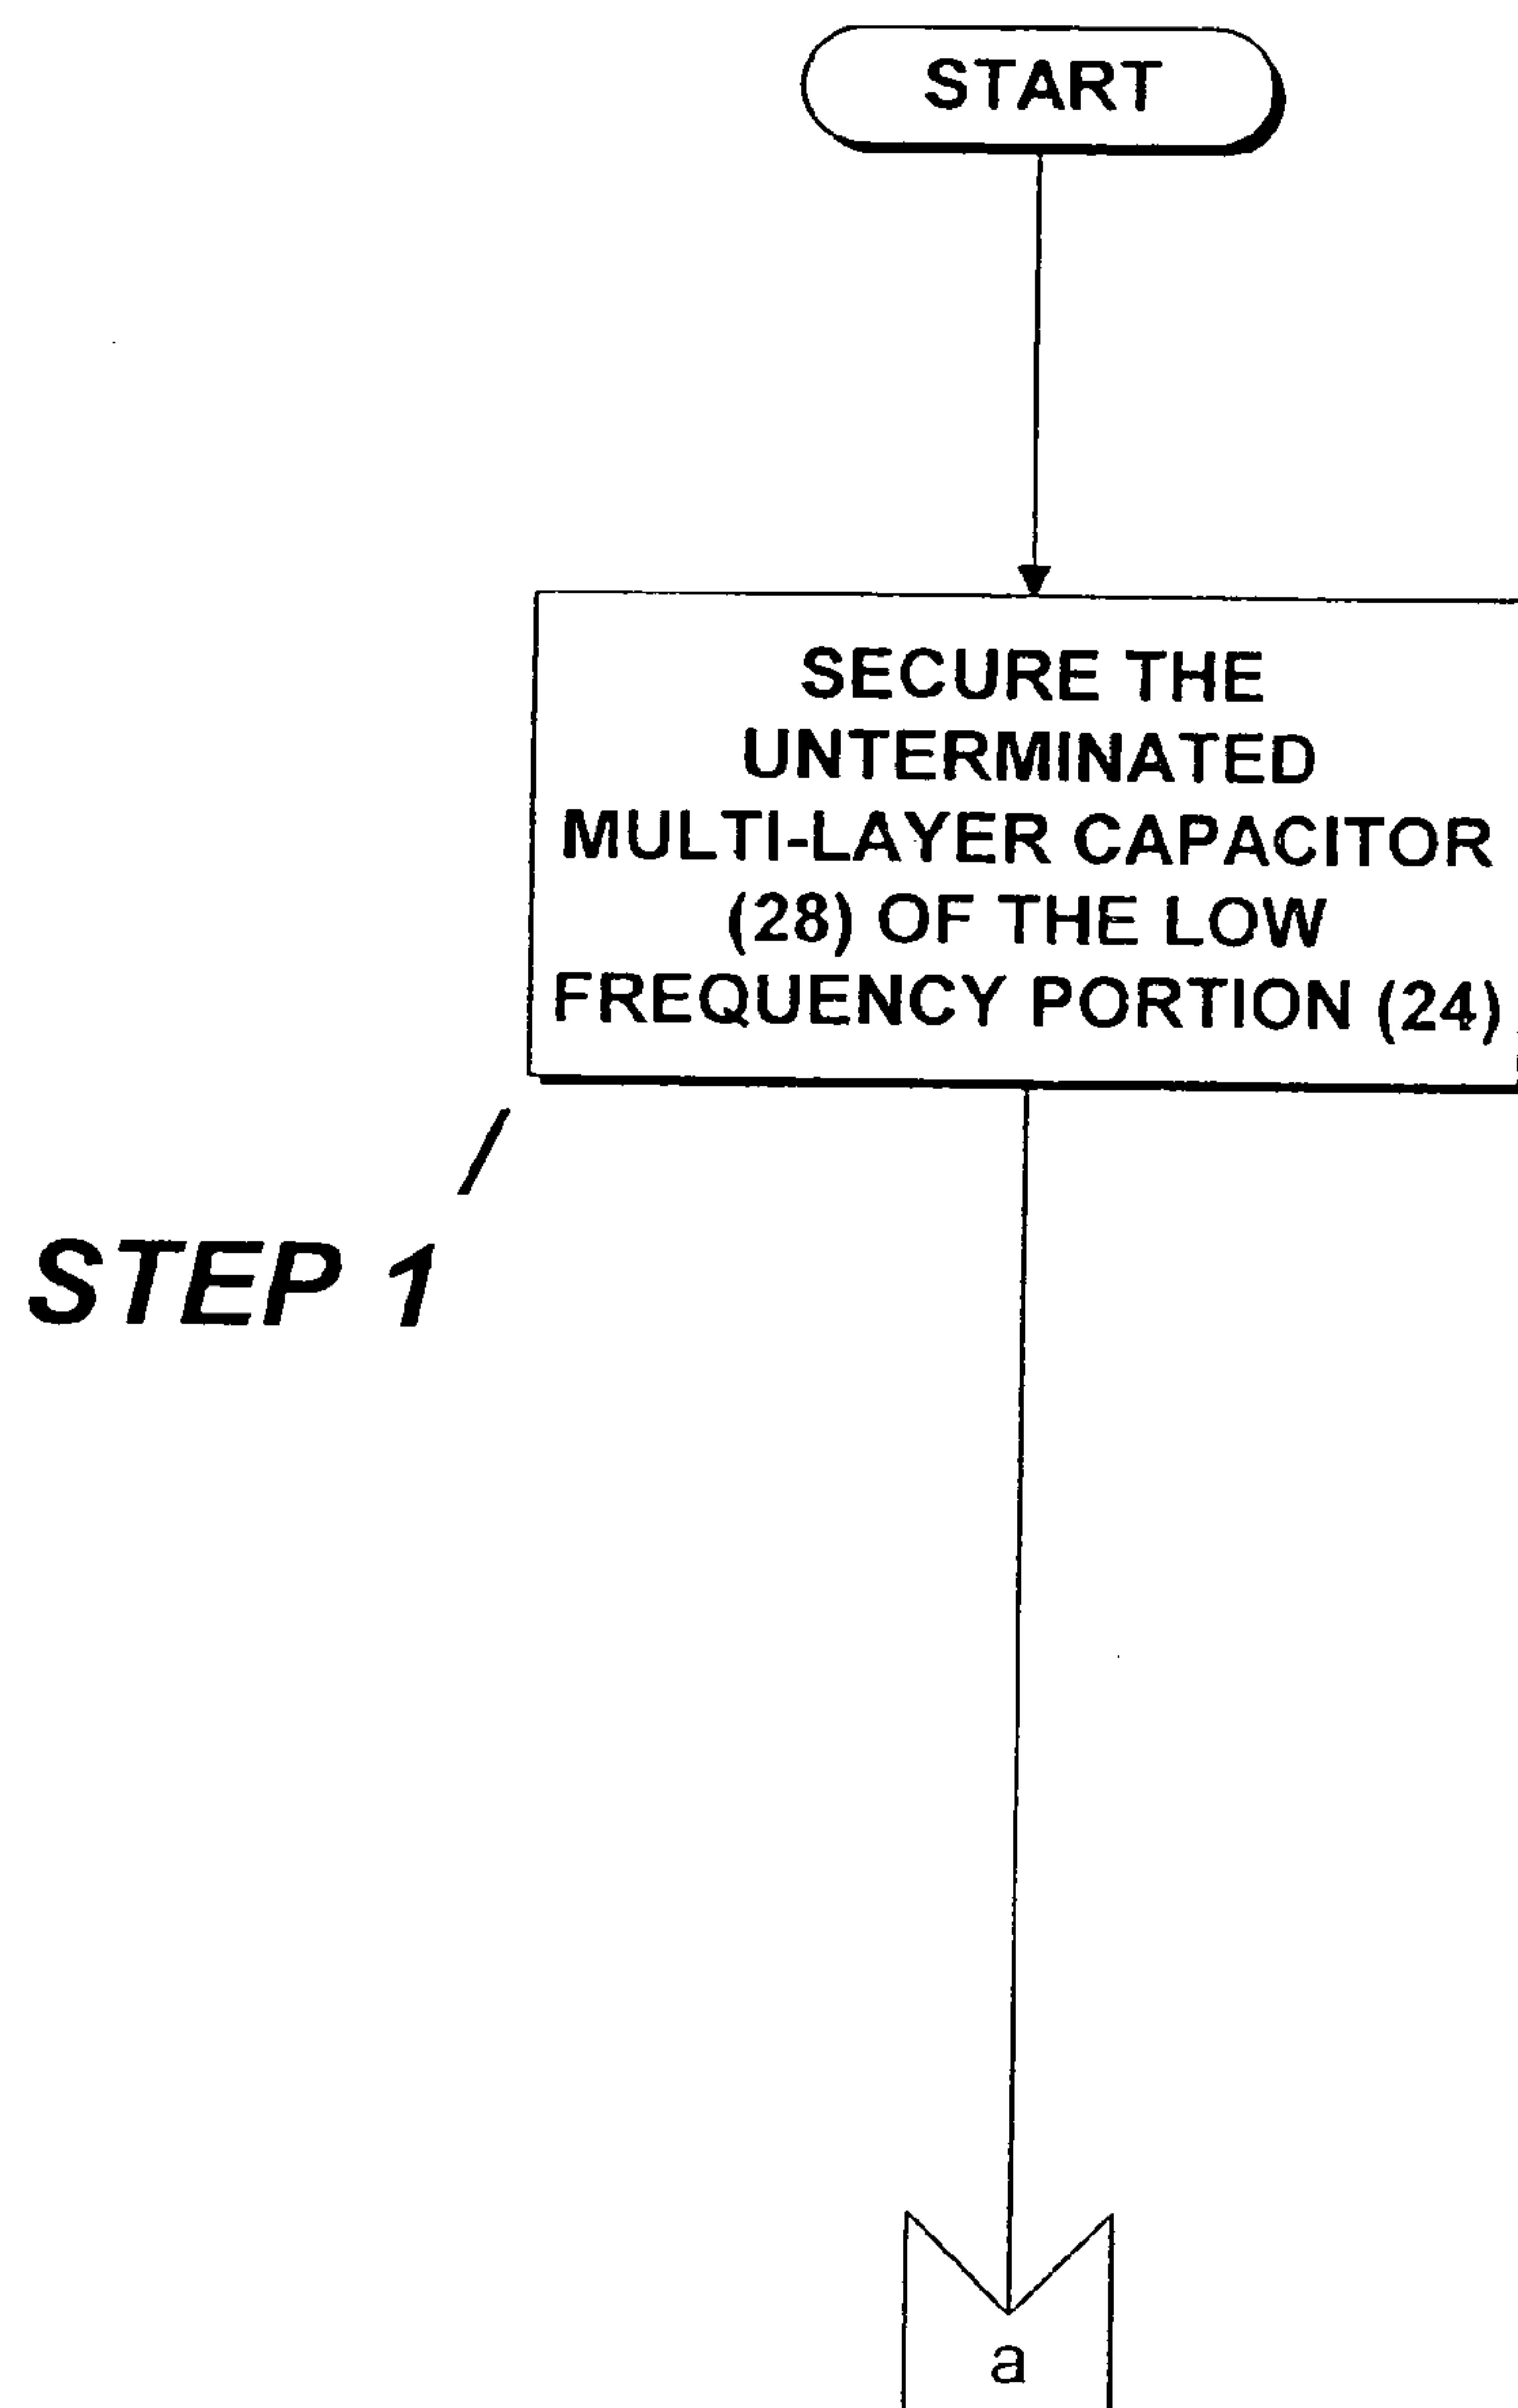 START
SECURE THE
UNTERMINATED
MULTI-LAYER CAPACITOR
(28) OF THE LOW
FREQUENCY PORTION (24)
STEP 1
a